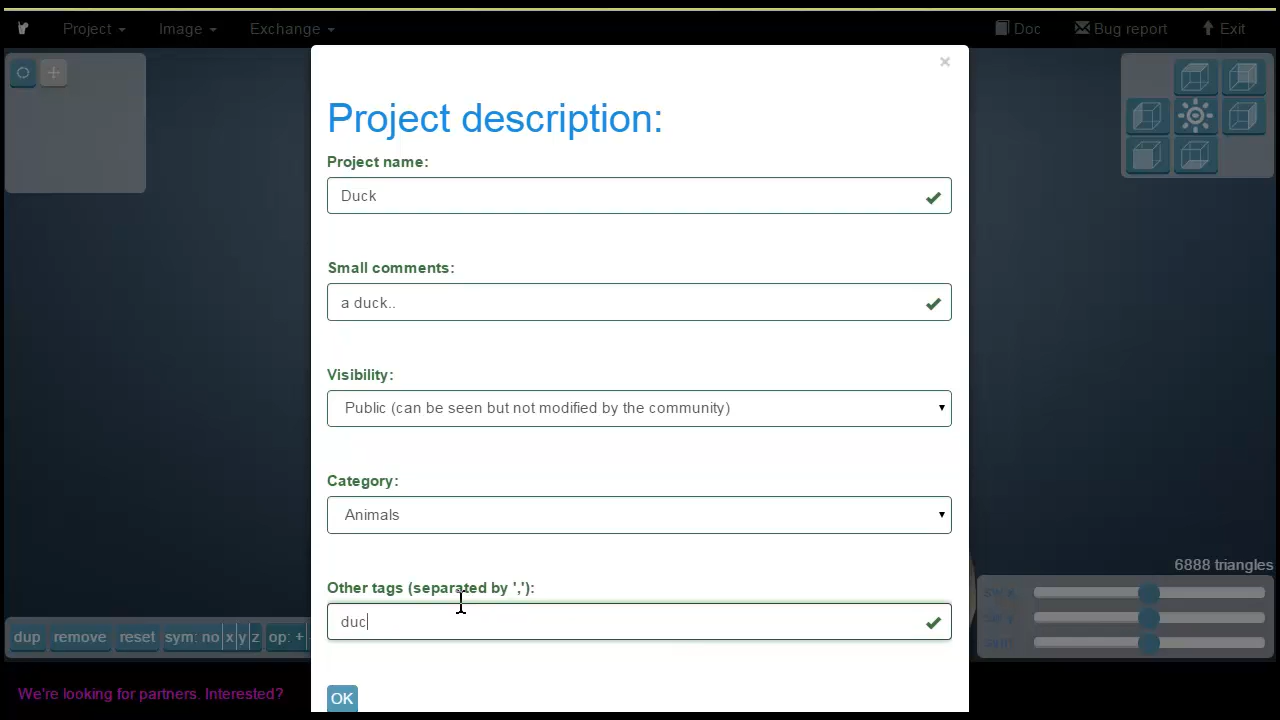 Project Image Exchange Doc Bug report Exit
×
Project description:
Project name:
Duck
Small comments:
a duck..
Visibility:
Public (can be seen but not modified by the community)
Category:
Animals
6888 triangles
Other tags (separated by ','):
duc
dup remove reset sym: no x y z op: +
We're looking for partners. Interested?
OK